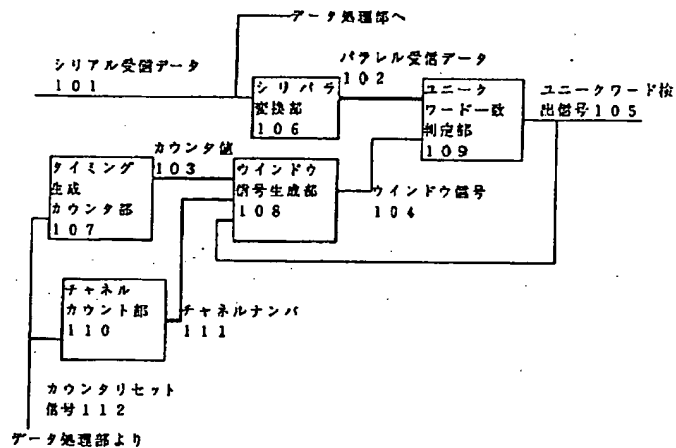 データ処理部へ
シリアル受信データ
101
パラレル受信データ
102
シリパラ
変換部
106
ユニーク
ワード一致
判定部
109
ユニークワード検
出信号105
カウンタ値
103
タイミング
生成
カウンタ部
107
ウインドウ
信号生成部
108
ウインドウ信号
104
チャネル
カウント部
110
チャネルナンバ
111
カウンタリセット
信号112
データ処理部より